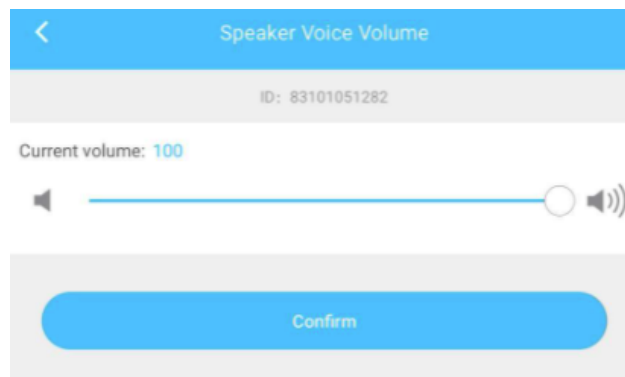 Speaker Voice Volume
ID: 83101051282
Current volume: 100
Confirm